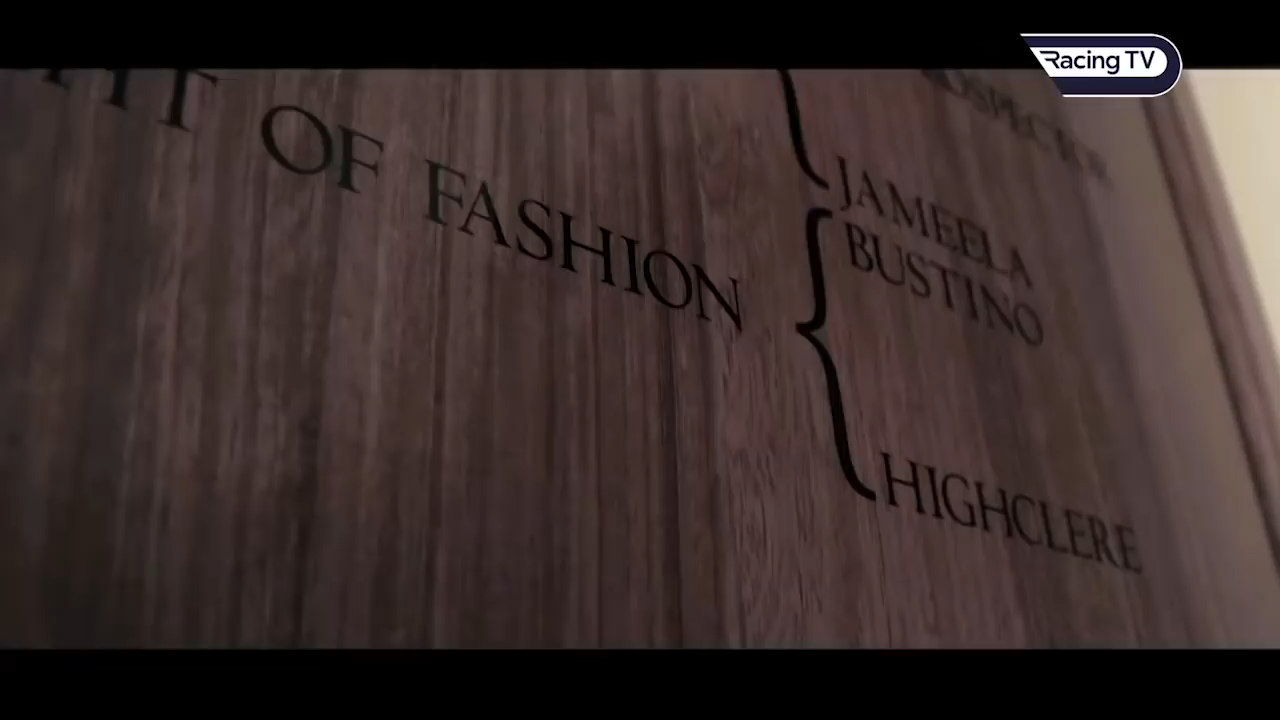 Racing TV
OF FASHION
JAMEELA
BUSTINO
HIGHCLERE